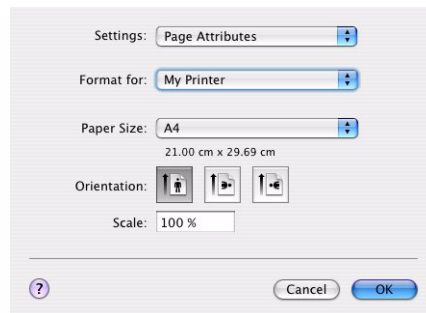 Settings: Page Attributes
Format for: My Printer
Paper Size: A4
21.00 cm x 29.69 cm
Orientation:
Scale: 100 %
? Cancel OK